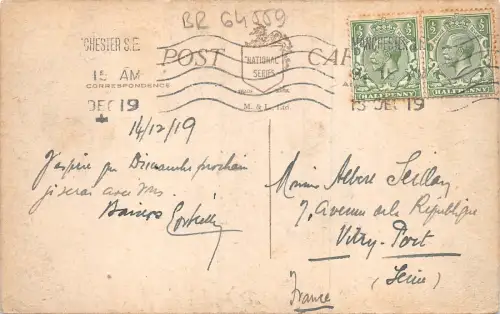 BR 64559
CHESTER S.E. MANCHESTER S.E.
15 AM
DEC 19
13 DEC 19
POST CARD
CORRESPONDENCE
NATIONAL
SERIES
M. & L. Ltd.
HALFPENNY HALFPENNY
14/12/19
J'espère que Dimanche prochain
je serai avec vous.
Baisers
Monsieur Albert
7, Avenue de la République
Vitry-Port
(Seine)
France